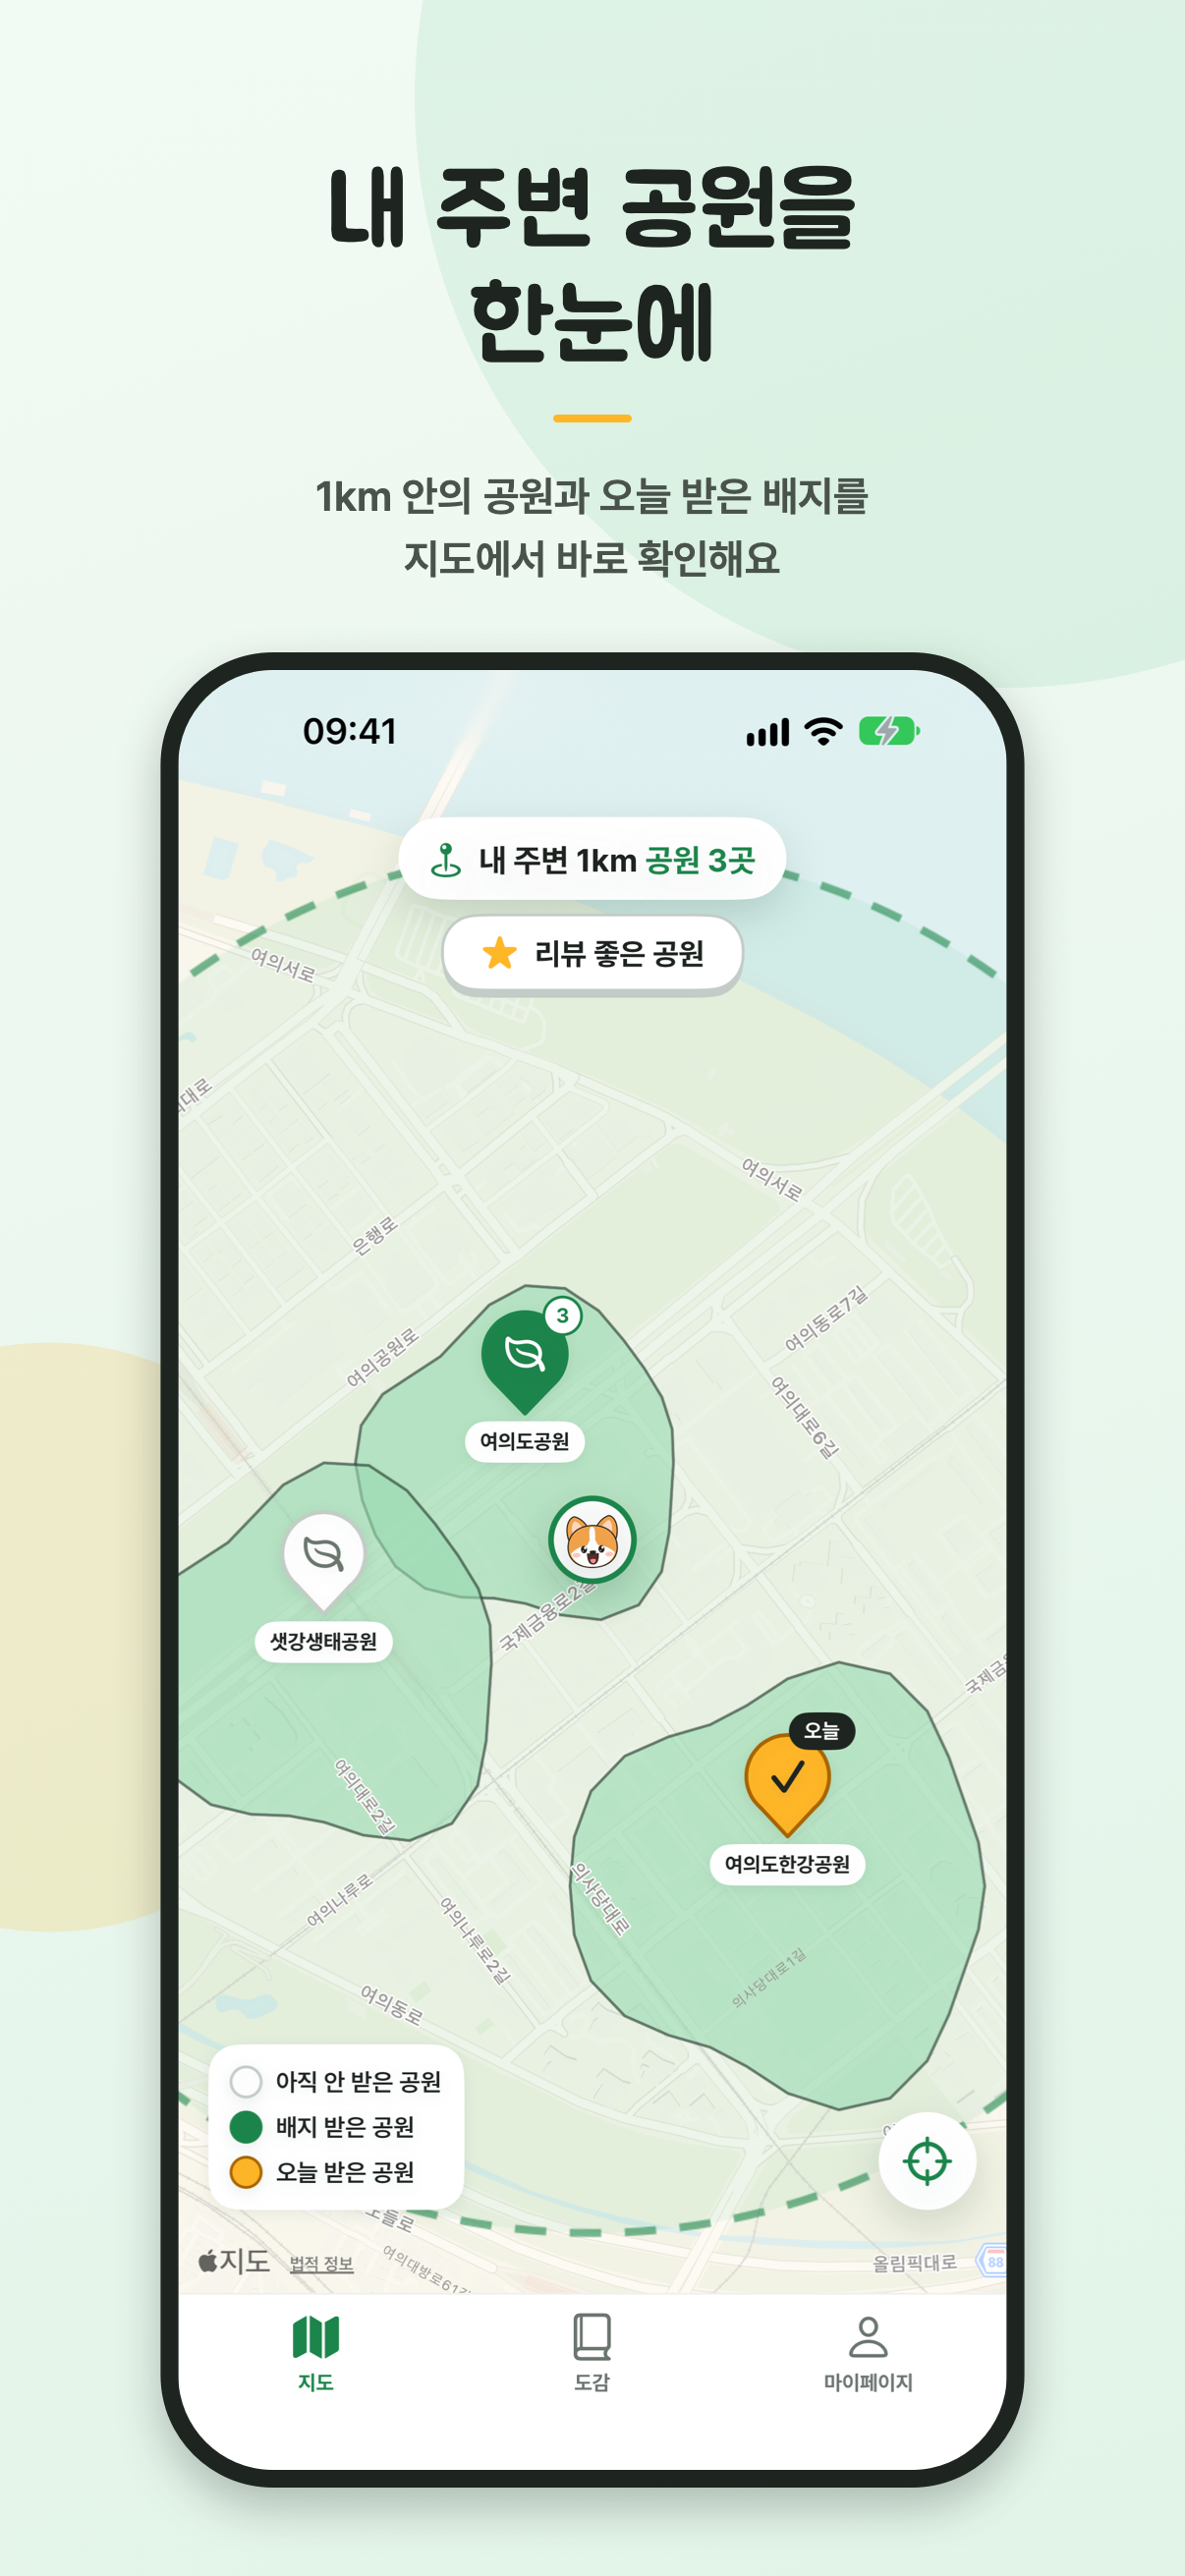 내 주변 공원을
한눈에
1km 안의 공원과 오늘 받은 배지를
지도에서 바로 확인해요
09:41
내 주변 1km 공원 3곳
리뷰 좋은 공원
여의서로
여의서로
은행로
여의동로7길
여의공원로
3
여의대로6길
여의도공원
국제금융로2길
샛강생태공원
오늘
여의대로2길
여의도한강공원
의사당대로
여의나루로
여의나루로2길
의사당대로1길
여의동로
아직 안 받은 공원
배지 받은 공원
오늘 받은 공원
지도
법적 정보
올림픽대로
88
지도
도감
마이페이지